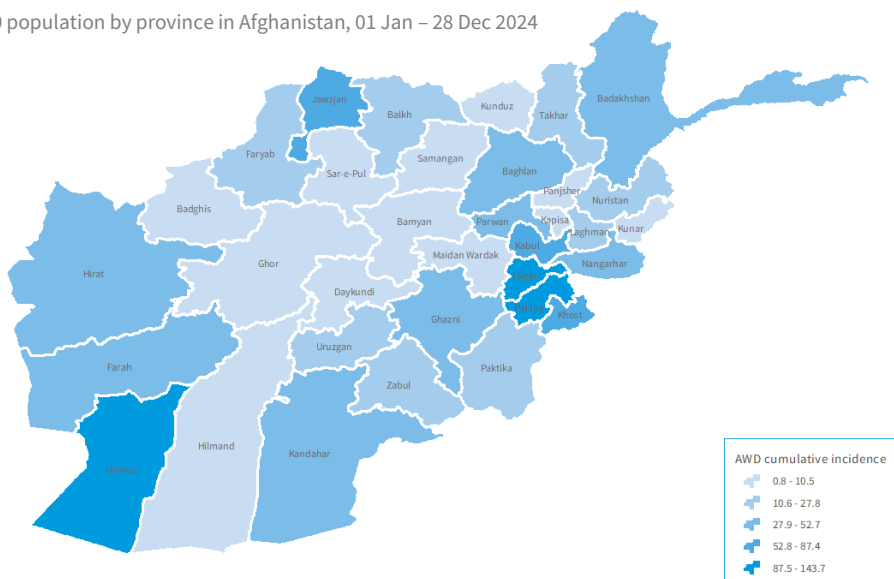 population by province in Afghanistan, 01 Jan – 28 Dec 2024
Jawzjan
Balkh
Kunduz
Takhar
Badakhshan
Faryab
Sar-e-Pul
Samangan
Baghlan
Panjsher
Nuristan
Badghis
Bamyan
Parwan
Kapisa
Laghman
Kunar
Hirat
Ghor
Maidan Wardak
Kabul
Nangarhar
Logar
Daykundi
Paktya
Khost
Ghazni
Uruzgan
Farah
Zabul
Paktika
Nimroz
Hilmand
Kandahar
AWD cumulative incidence
0.8 - 10.5
10.6 - 27.8
27.9 - 52.7
52.8 - 87.4
87.5 - 143.7